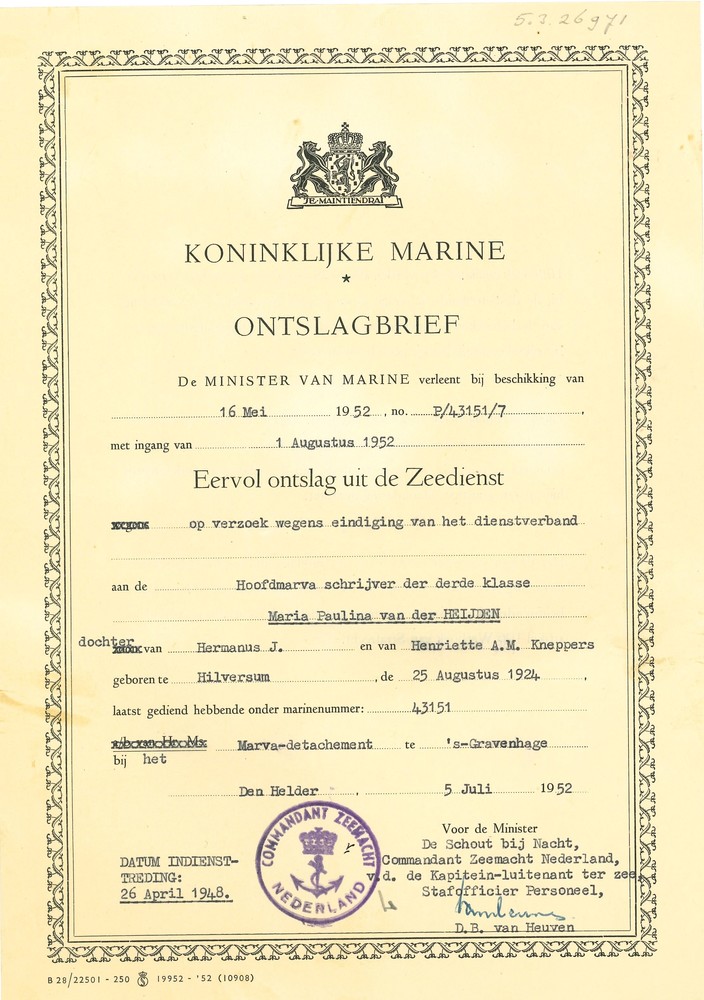 5.3.26971
JE MAINTIENDRAI
KONINKLIJKE MARINE
★
ONTSLAGBRIEF
De MINISTER VAN MARINE verleent bij beschikking van
16 Mei 1952, no. P/43151/7,
met ingang van 1 Augustus 1952
Eervol ontslag uit de Zeedienst
op verzoek wegens eindiging van het dienstverband
aan de Hoofdmarva schrijver der derde klasse
Maria Paulina van der HEIJDEN
dochter van Hermanus J. en van Henriette A.M. Kneppers
geboren te Hilversum, de 25 Augustus 1924,
laatst gediend hebbende onder marinenummer: 43151
Marva-detachement te 's-Gravenhage
bij het
Den Helder, 5 Juli 1952
Voor de Minister
De Schout bij Nacht,
Commandant Zeemacht Nederland,
v.d. de Kapitein-luitenant ter zee,
Stafofficier Personeel,
D.B. van Heuven
COMMANDANT ZEEMACHT
NEDERLAND
DATUM INDIENST-
TREDING:
26 April 1948.
B 28/22501 - 250 19952 - '52 (10908)